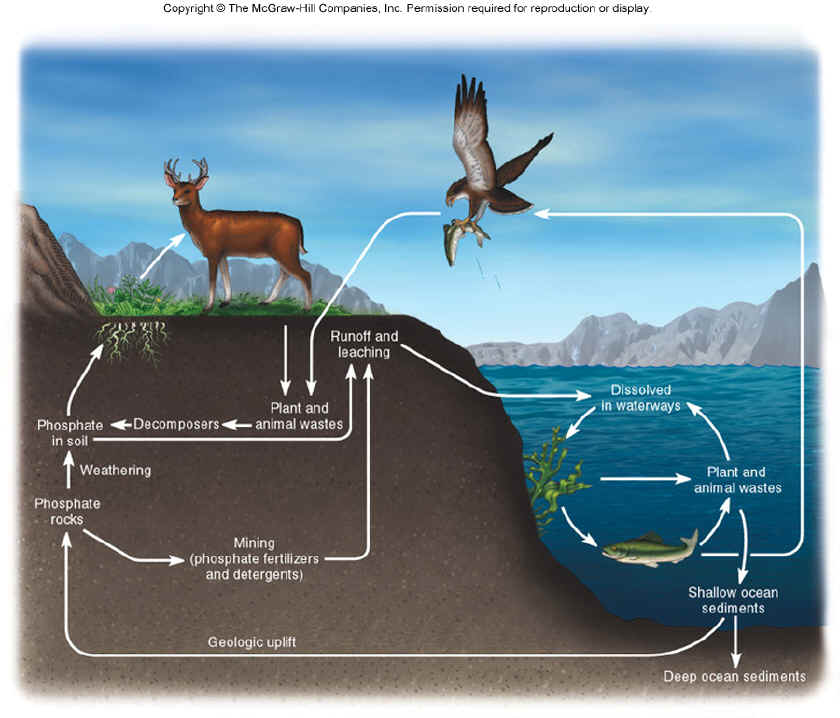 Copyright © The McGraw-Hill Companies, Inc. Permission required for reproduction or display.
Runoff and
leaching
Dissolved
in waterways
Plant and
animal wastes
Decomposers
Phosphate
in soil
Weathering
Plant and
animal wastes
Phosphate
rocks
Mining
(phosphate fertilizers
and detergents)
Shallow ocean
sediments
Geologic uplift
Deep ocean sediments